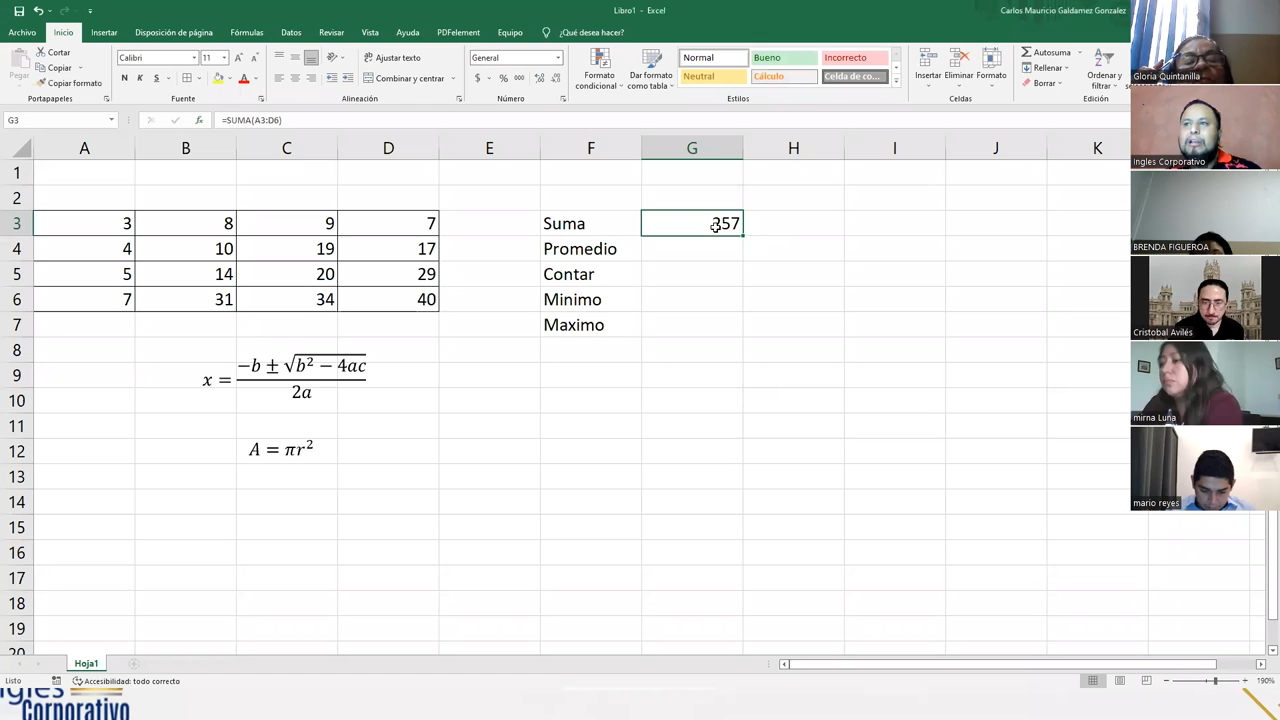 Libro1 - Excel
Carlos Mauricio Galdamez Gonzalez
Archivo Inicio Insertar Disposición de página Fórmulas Datos Revisar Vista Ayuda PDFelement Equipo ¿Qué desea hacer?
Pegar
Cortar
Copiar
Copiar formato
Portapapeles
Calibri 11
N K S
Fuente
Ajustar texto
Combinar y centrar
Alineación
General
$ % 000
Número
Formato condicional
Dar formato como tabla
Normal Bueno Incorrecto
Neutral Cálculo Celda de co...
Estilos
Insertar Eliminar Formato
Celdas
Autosuma
Rellenar
Borrar
Ordenar y filtrar
Edición
G3 fx =SUMA(A3:D6)
A B C D E F G H I J K
1
2
3 3 8 9 7 Suma 357
4 4 10 19 17 Promedio
5 5 14 20 29 Contar
6 7 31 34 40 Minimo
7 Maximo
8
9 x = (−b ± √(b² − 4ac)) / 2a
10
11
12 A = πr²
13
14
15
16
17
18
19
20
Hoja1
Listo Accesibilidad: todo correcto 190%
Gloria Quintanilla
Ingles Corporativo
BRENDA FIGUEROA
Cristobal Avilés
mirna Luna
mario reyes
Ingles
Corporativo